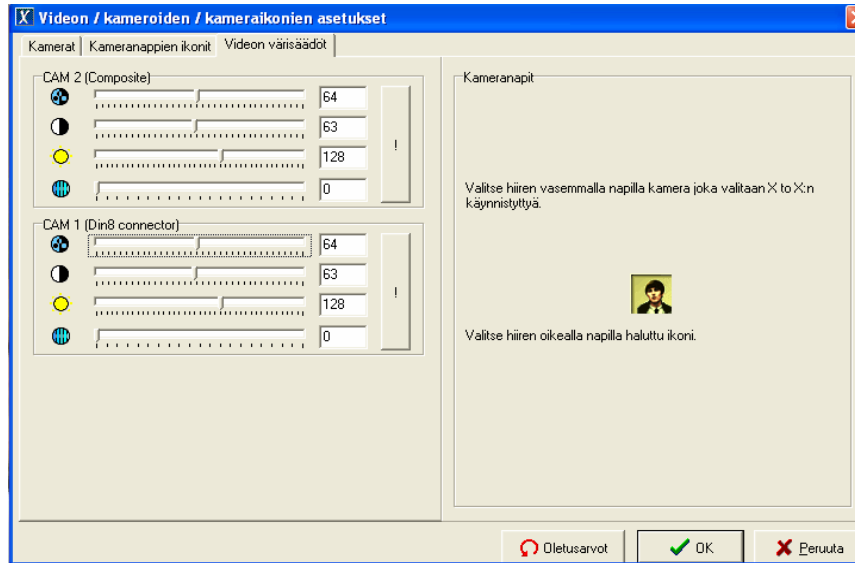 X Videon / kameroiden / kameraikonien asetukset
Kamerat Kameranappien ikonit Videon värisäädöt
CAM 2 (Composite)
64
63
128
0
!
CAM 1 (Din8 connector)
64
63
128
0
!
Kameranapit
Valitse hiiren vasemmalla napilla kamera joka valitaan X to X:n
käynnistyttyä.
Valitse hiiren oikealla napilla haluttu ikoni.
Oletusarvot OK Peruuta